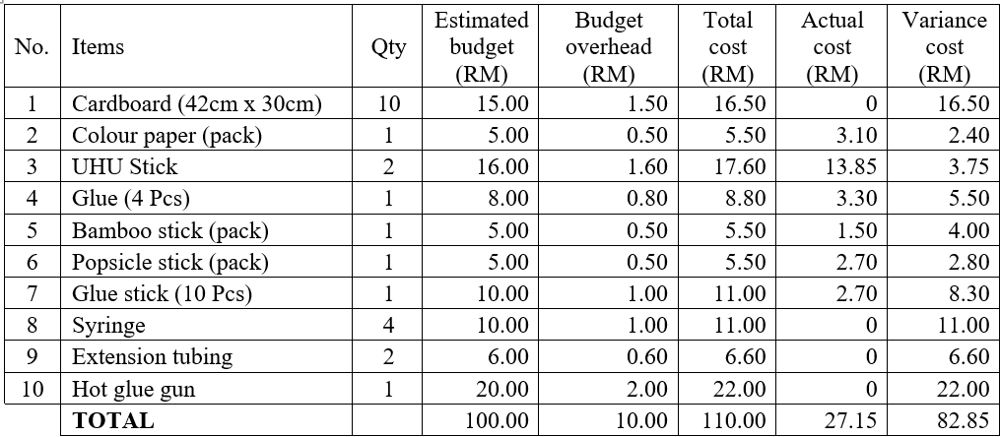 No. Items Qty Estimated budget (RM) Budget overhead (RM) Total cost (RM) Actual cost (RM) Variance cost (RM)
1 Cardboard (42cm x 30cm) 10 15.00 1.50 16.50 0 16.50
2 Colour paper (pack) 1 5.00 0.50 5.50 3.10 2.40
3 UHU Stick 2 16.00 1.60 17.60 13.85 3.75
4 Glue (4 Pcs) 1 8.00 0.80 8.80 3.30 5.50
5 Bamboo stick (pack) 1 5.00 0.50 5.50 1.50 4.00
6 Popsicle stick (pack) 1 5.00 0.50 5.50 2.70 2.80
7 Glue stick (10 Pcs) 1 10.00 1.00 11.00 2.70 8.30
8 Syringe 4 10.00 1.00 11.00 0 11.00
9 Extension tubing 2 6.00 0.60 6.60 0 6.60
10 Hot glue gun 1 20.00 2.00 22.00 0 22.00
TOTAL 100.00 10.00 110.00 27.15 82.85